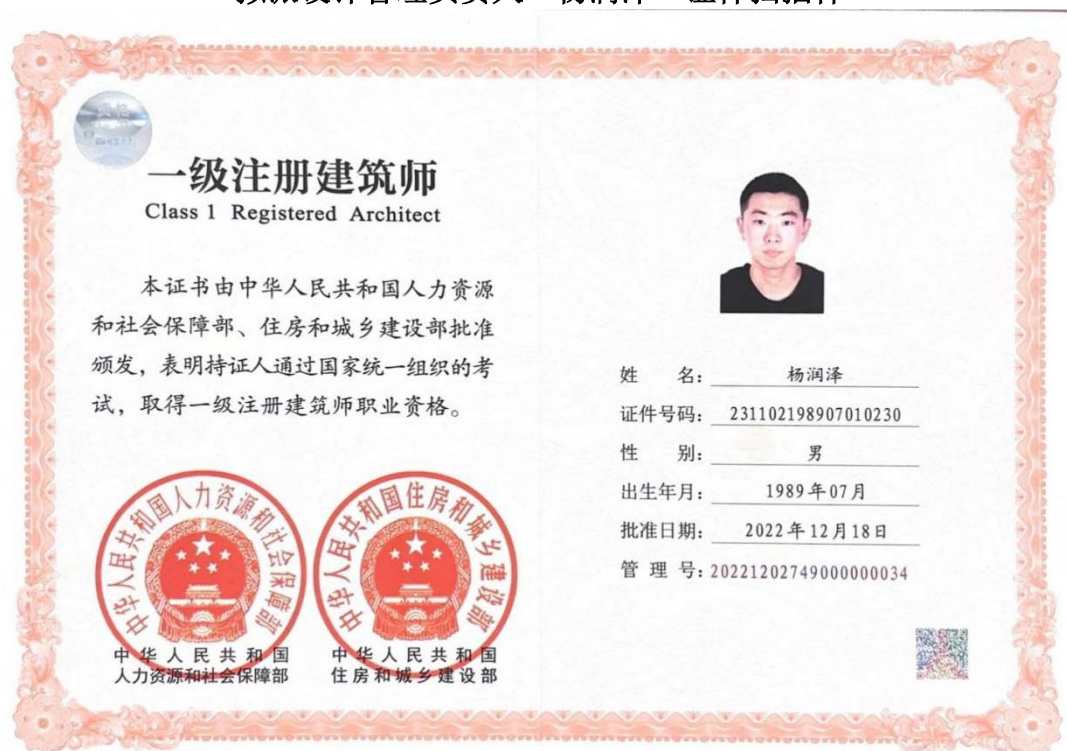 一级注册建筑师
Class 1 Registered Architect
本证书由中华人民共和国人力资源
和社会保障部、住房和城乡建设部批准
颁发，表明持证人通过国家统一组织的考
试，取得一级注册建筑师职业资格。
中华人民共和国人力资源和社会保障部
中华人民共和国住房和城乡建设部
中华人民共和国
人力资源和社会保障部
中华人民共和国
住房和城乡建设部
姓 名：杨润泽
证件号码：231102198907010230
性 别：男
出生年月：1989年07月
批准日期：2022年12月18日
管 理 号：20221202749000000034